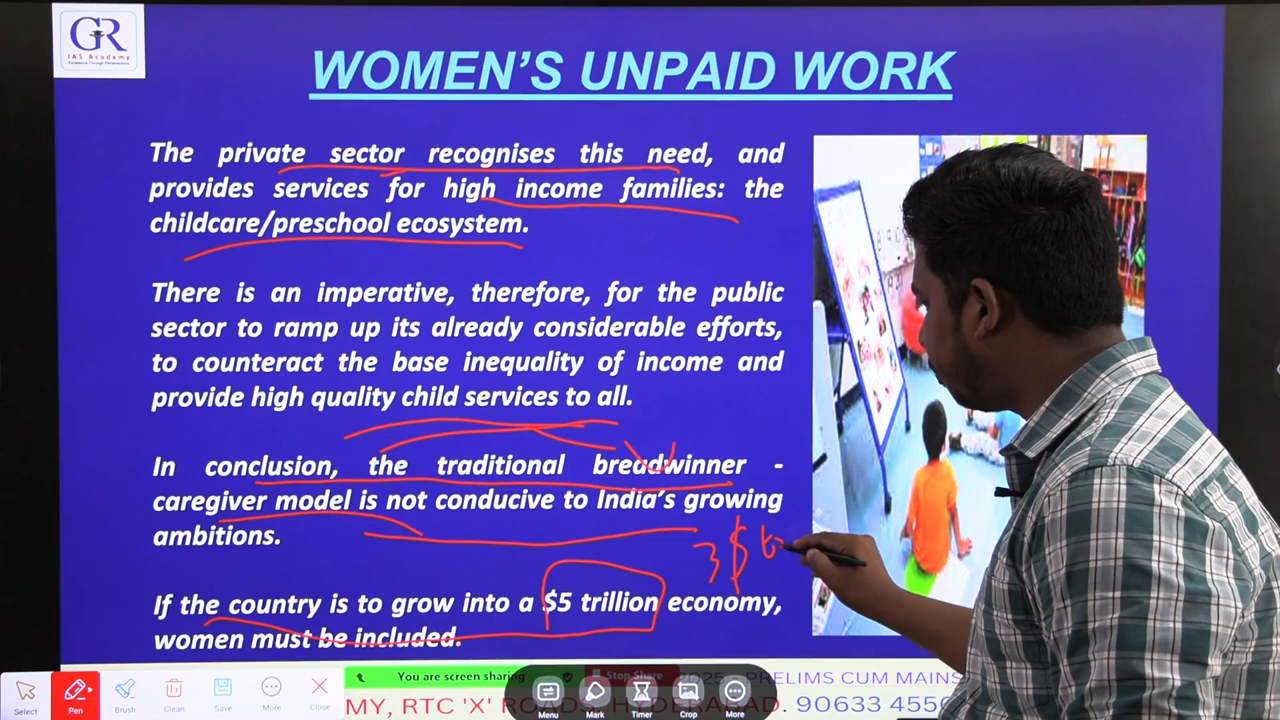 GR
IAS Academy
Excellence Through Perseverance
WOMEN'S UNPAID WORK
The private sector recognises this need, and
provides services for high income families: the
childcare/preschool ecosystem.
There is an imperative, therefore, for the public
sector to ramp up its already considerable efforts,
to counteract the base inequality of income and
provide high quality child services to all.
In conclusion, the traditional breadwinner -
caregiver model is not conducive to India's growing
ambitions.
3 $ t
If the country is to grow into a $5 trillion economy,
women must be included.
You are screen sharing
Stop Share
PRELIMS CUM MAINS
Select
Pen
Brush
Clean
Save
More
Close
Menu
Mark
Timer
Crop
More
MY, RTC 'X' ROADS, HYDERABAD. 90633 4556